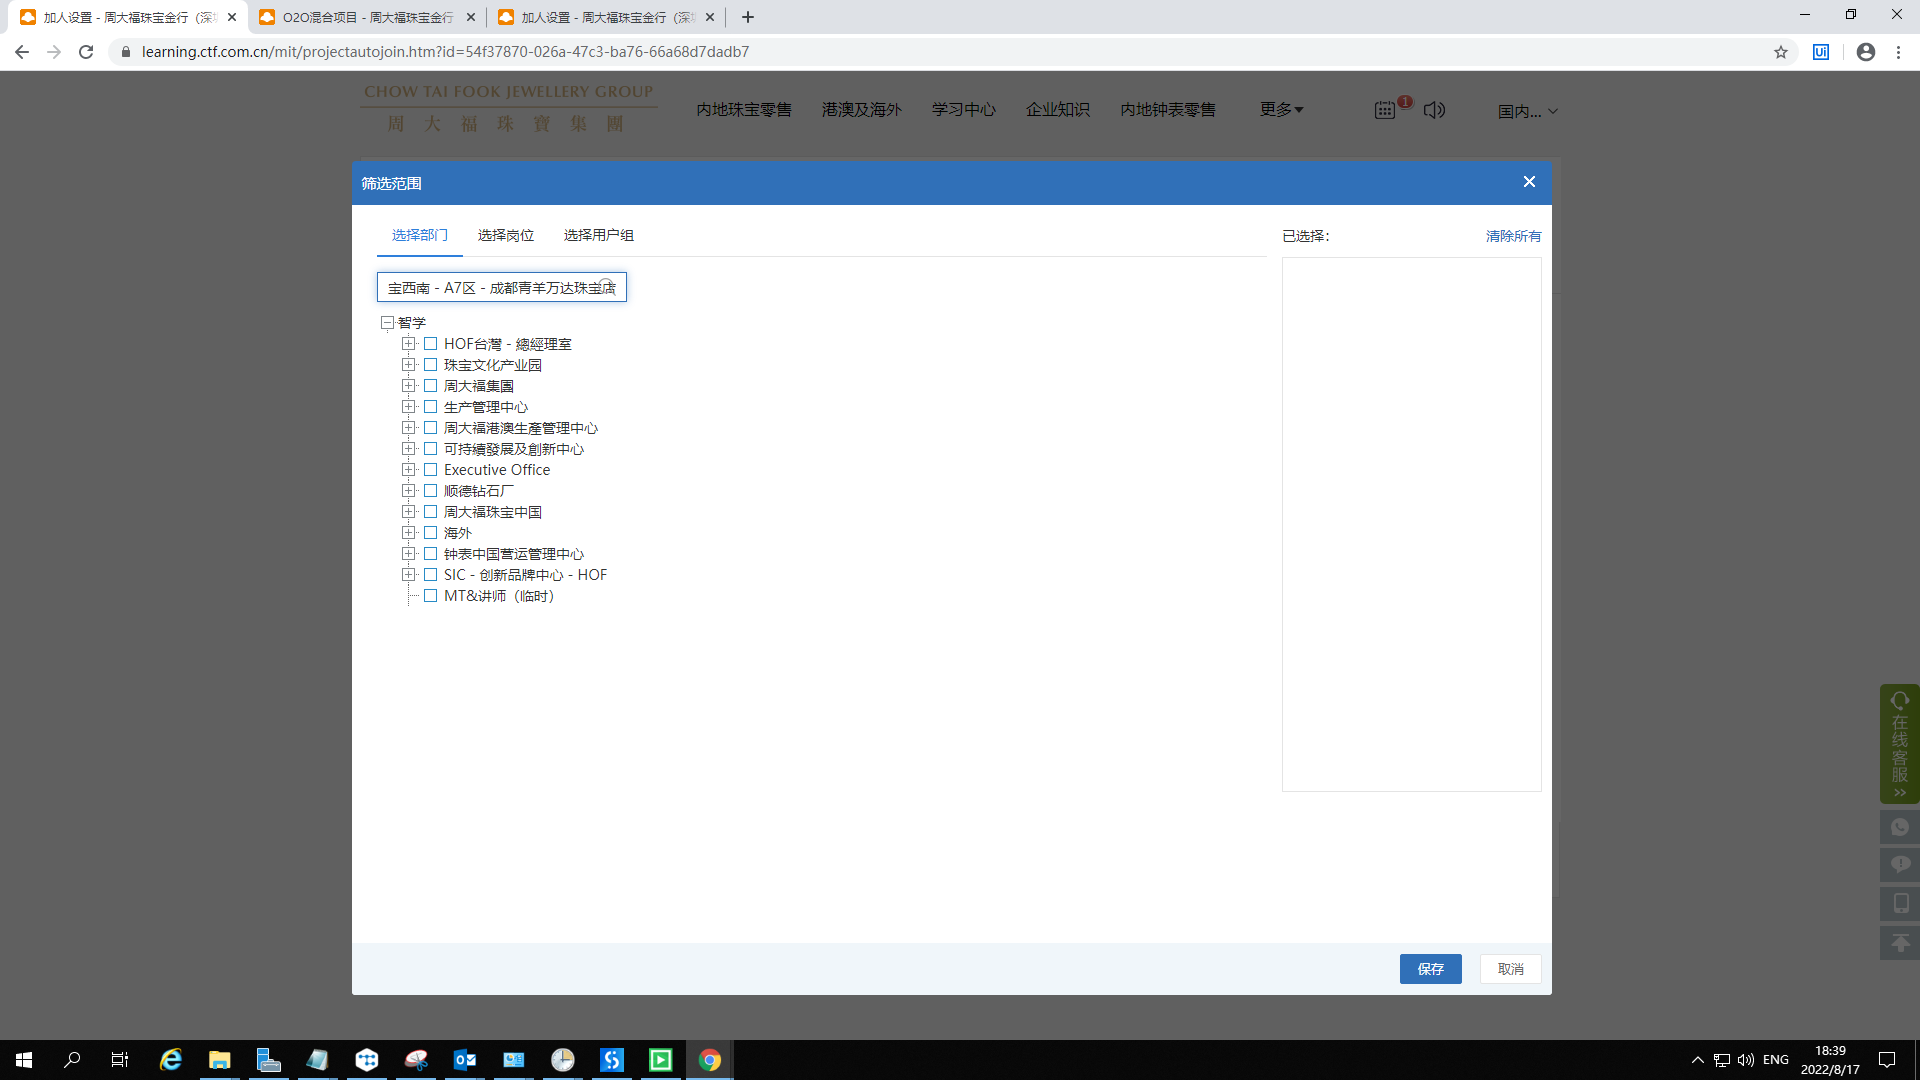 加人设置 - 周大福珠宝金行（深圳
O2O混合项目 - 周大福珠宝金行
加人设置 - 周大福珠宝金行（深圳
learning.ctf.com.cn/mit/projectautojoin.htm?id=54f37870-026a-47c3-ba76-66a68d7dadb7
CHOW TAI FOOK JEWELLERY GROUP
周大福珠寶集團
内地珠宝零售
港澳及海外
学习中心
企业知识
内地钟表零售
更多
1
国内...
筛选范围
选择部门
选择岗位
选择用户组
已选择：
清除所有
宝西南 - A7区 - 成都青羊万达珠宝店
智学
HOF台灣 - 總經理室
珠宝文化产业园
周大福集團
生产管理中心
周大福港澳生產管理中心
可持續發展及創新中心
Executive Office
顺德钻石厂
周大福珠宝中国
海外
钟表中国营运管理中心
SIC - 创新品牌中心 - HOF
MT&讲师（临时）
在线客服
保存
取消
ENG
18:39
2022/8/17